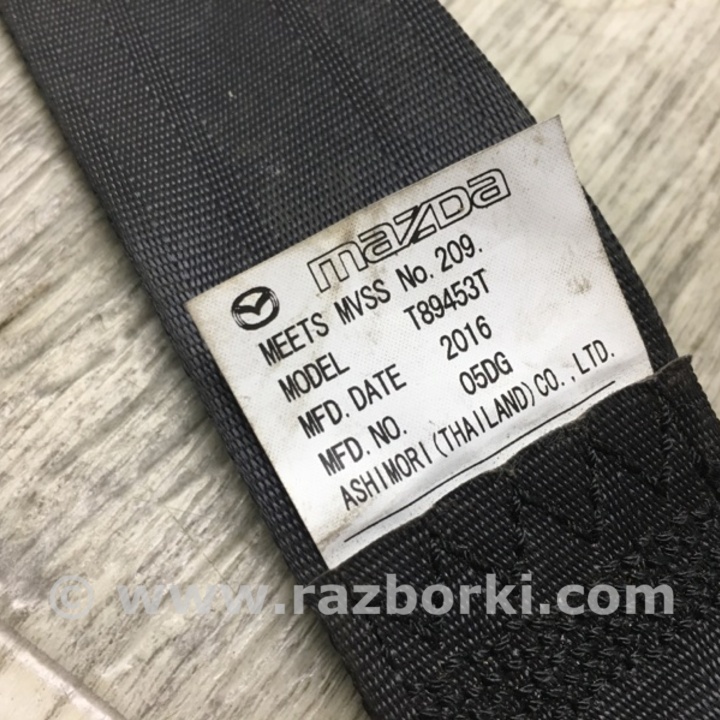 mazda
MEETS MVSS No. 209.
MODEL T89453T
MFD. DATE 2016
MFD. NO. 05DG
ASHIMORI (THAILAND) CO., LTD.
© www.razborki.com